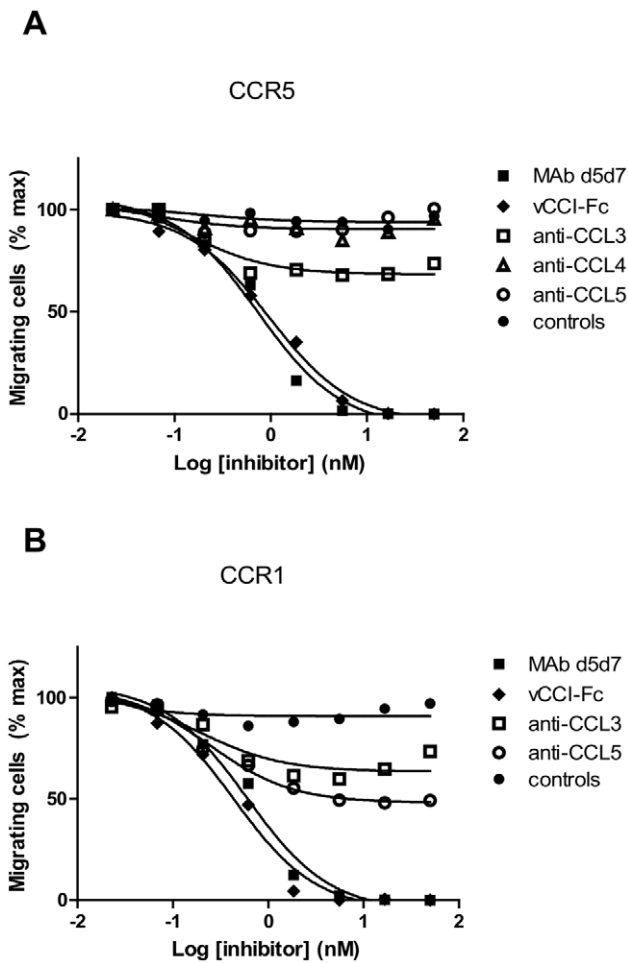 A
CCR5
Migrating cells (% max)
100
50
0
-2
-1
0
1
2
Log [inhibitor] (nM)
MAb d5d7
vCCI-Fc
anti-CCL3
anti-CCL4
anti-CCL5
controls
B
CCR1
Migrating cells (% max)
100
50
0
-2
-1
0
1
2
Log [inhibitor] (nM)
MAb d5d7
vCCI-Fc
anti-CCL3
anti-CCL5
controls